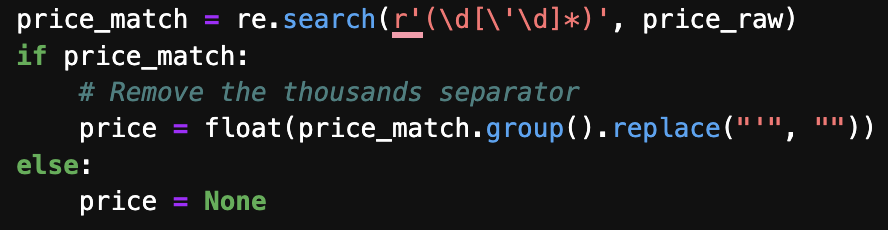 price_match = re.search(r'(\d[\'\d]*)', price_raw)
if price_match:
    # Remove the thousands separator
    price = float(price_match.group().replace("'", ""))
else:
    price = None